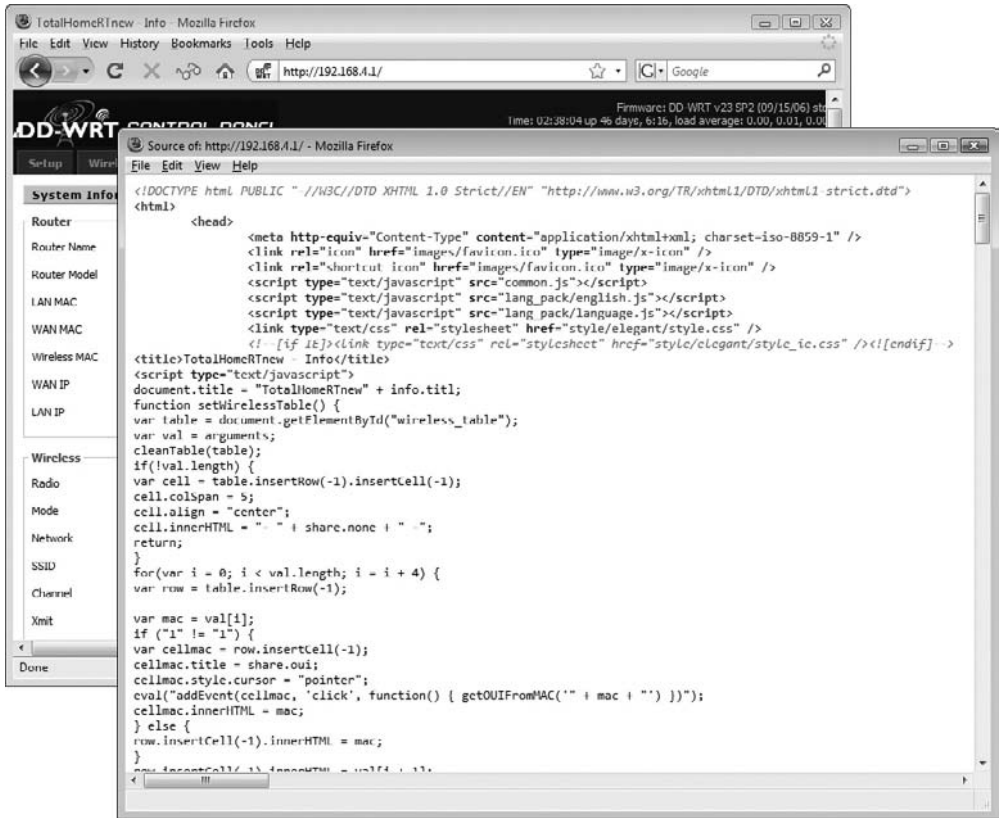 TotalHomeRTnew - Info - Mozilla Firefox
File Edit View History Bookmarks Tools Help
http://192.168.4.1/
Google
Firmware: DD-WRT v23 SP2 (09/15/06)
Time: 02:38:04 up 46 days, 6:16, load average: 0.00, 0.01,
DD-WRT CONTROL PANEL
Setup
System
Router
Router Name
Router Model
LAN MAC
WAN MAC
Wireless MAC
WAN IP
LAN IP
Wireless
Radio
Mode
Network
SSID
Channel
Xmit
Done
Source of: http://192.168.4.1/ - Mozilla Firefox
File Edit View Help
<!DOCTYPE html PUBLIC "-//W3C//DTD XHTML 1.0 Strict//EN" "http://www.w3.org/TR/xhtml1/DTD/xhtml1-strict.dtd">
<html>
<head>
<meta http-equiv="Content-Type" content="application/xhtml+xml; charset=iso-8859-1" />
<link rel="icon" href="images/favicon.ico" type="image/x-icon" />
<link rel="shortcut icon" href="images/favicon.ico" type="image/x-icon" />
<script type="text/javascript" src="common.js"></script>
<script type="text/javascript" src="lang_pack/english.js"></script>
<script type="text/javascript" src="lang_pack/language.js"></script>
<link type="text/css" rel="stylesheet" href="style/elegant/style.css" />
<!--[if IE]><link type="text/css" rel="stylesheet" href="style/elegant/style_ie.css" /><![endif]-->
<title>TotalHomeRTnew - Info</title>
<script type="text/javascript">
document.title = "TotalHomeRTnew" + info.titl;
function setWirelessTable() {
var table = document.getElementById("wireless_table");
var val = arguments;
cleanTable(table);
if(!val.length) {
var cell = table.insertRow(-1).insertCell(-1);
cell.colSpan = 5;
cell.align = "center";
cell.innerHTML = "- " + share.none + " -";
return;
}
for(var i = 0; i < val.length; i = i + 4) {
var row = table.insertRow(-1);
var mac = val[i];
if ("1" != "1") {
var cellmac = row.insertCell(-1);
cellmac.title = share.oui;
cellmac.style.cursor = "pointer";
eval("addEvent(cellmac, 'click', function() { getOUIFromMAC('" + mac + "') })");
cellmac.innerHTML = mac;
} else {
row.insertCell(-1).innerHTML = mac;
}
row.insertCell(-1).innerHTML = val[i + 1];